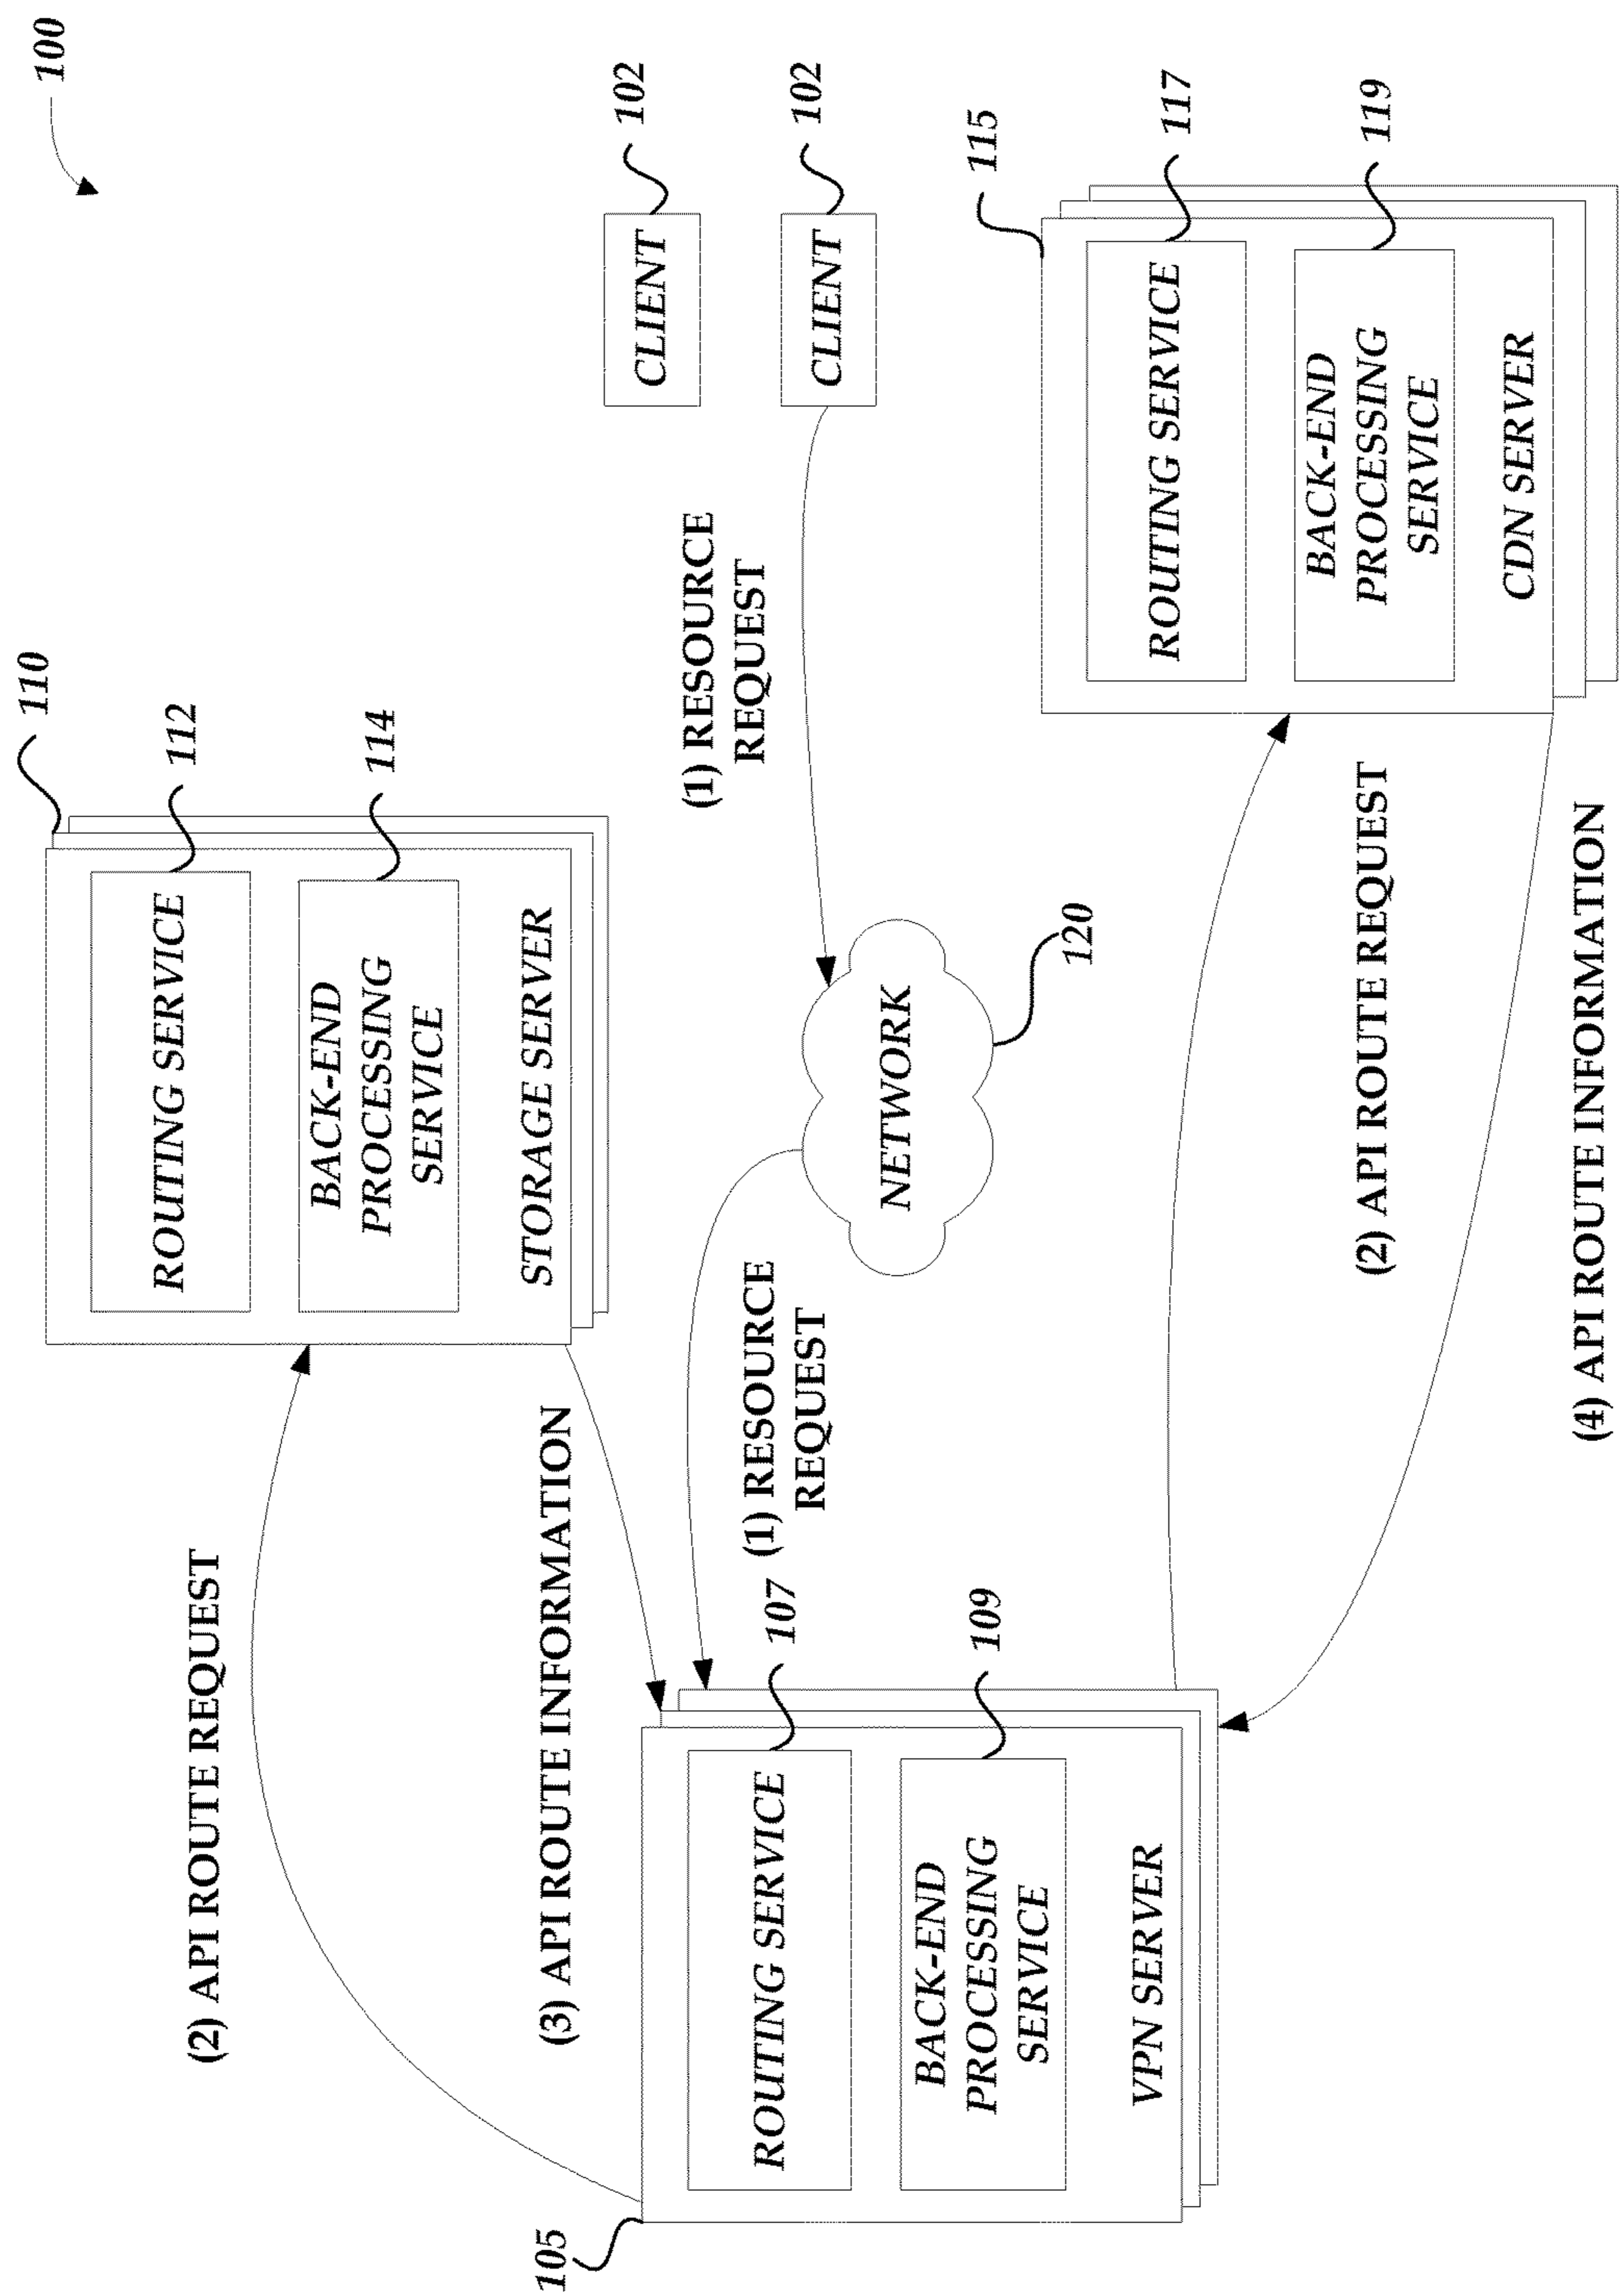 100
110
ROUTING SERVICE
112
BACK-END
PROCESSING
SERVICE
114
STORAGE SERVER
(2) API ROUTE REQUEST
(3) API ROUTE INFORMATION
CLIENT
102
CLIENT
102
(1) RESOURCE
REQUEST
NETWORK
120
(1) RESOURCE
REQUEST
105
ROUTING SERVICE
107
BACK-END
PROCESSING
SERVICE
109
VPN SERVER
115
ROUTING SERVICE
117
BACK-END
PROCESSING
SERVICE
119
CDN SERVER
(2) API ROUTE REQUEST
(4) API ROUTE INFORMATION